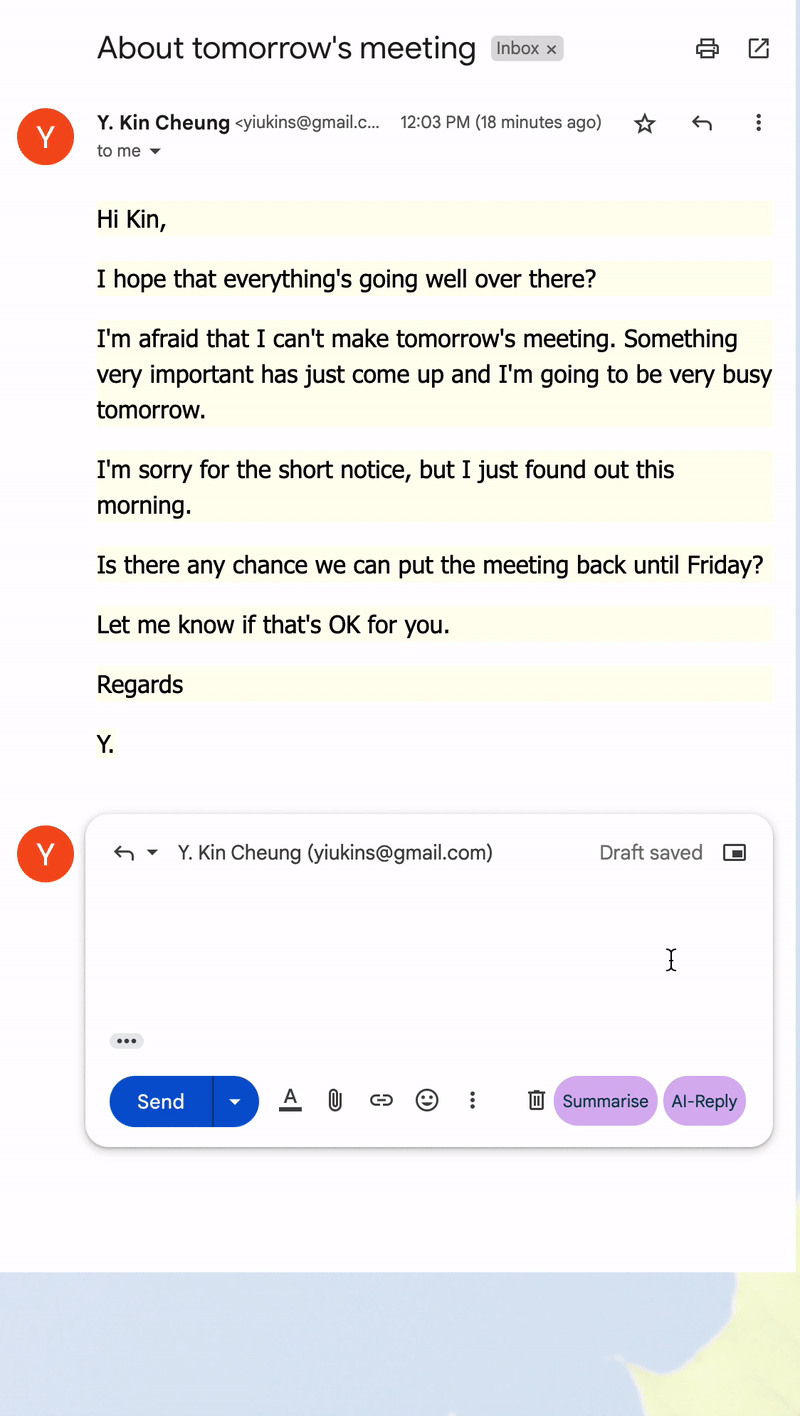 About tomorrow's meeting Inbox ×
Y
Y. Kin Cheung <yiukins@gmail.c... 12:03 PM (18 minutes ago)
to me
Hi Kin,
I hope that everything's going well over there?
I'm afraid that I can't make tomorrow's meeting. Something
very important has just come up and I'm going to be very busy
tomorrow.
I'm sorry for the short notice, but I just found out this
morning.
Is there any chance we can put the meeting back until Friday?
Let me know if that's OK for you.
Regards
Y.
Y
Y. Kin Cheung (yiukins@gmail.com) Draft saved
Send A Summarise AI-Reply